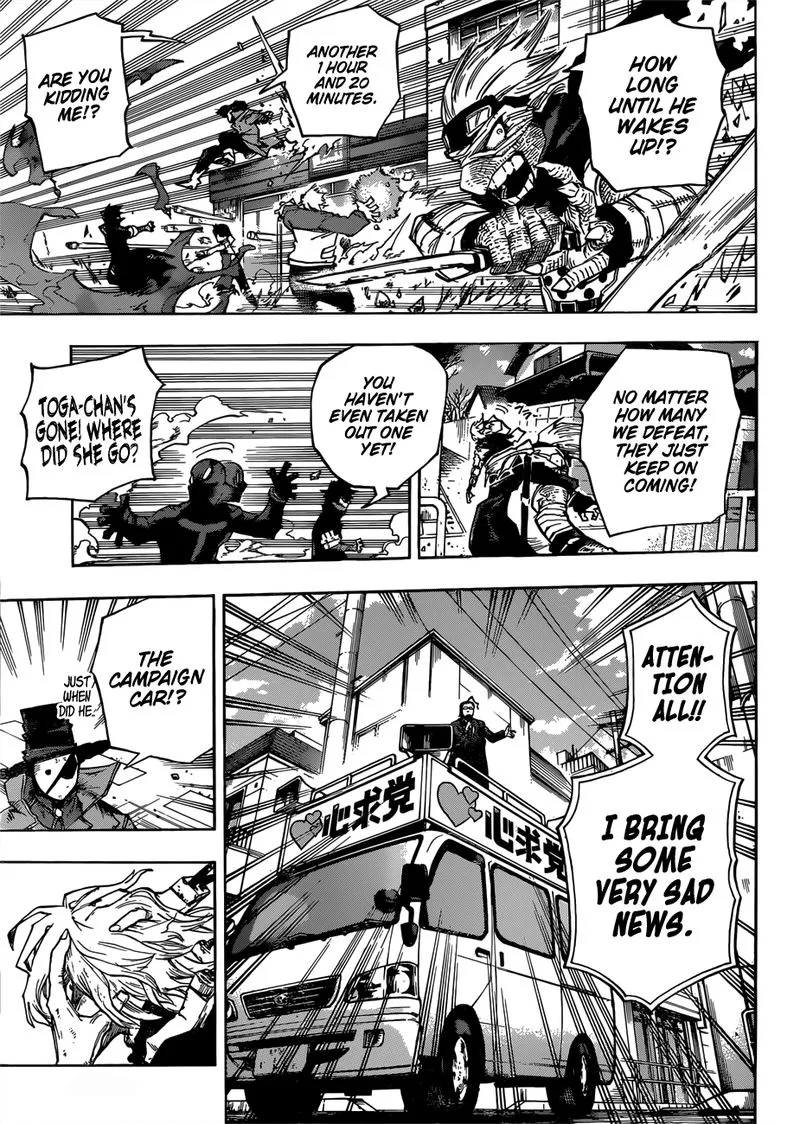 HOW
LONG
UNTIL HE
WAKES
UP!?
ANOTHER
1 HOUR
AND 20
MINUTES.
ARE YOU
KIDDING
ME!?
NO MATTER
HOW MANY
WE DEFEAT,
THEY JUST
KEEP ON
COMING!
YOU
HAVEN'T
EVEN TAKEN
OUT ONE
YET!
TOGA-CHAN'S
GONE! WHERE
DID SHE GO?
ATTEN-
TION
ALL!!
I BRING
SOME
VERY SAD
NEWS.
心求党
心求党
THE
CAMPAIGN
CAR!?
JUST
WHEN
DID HE..